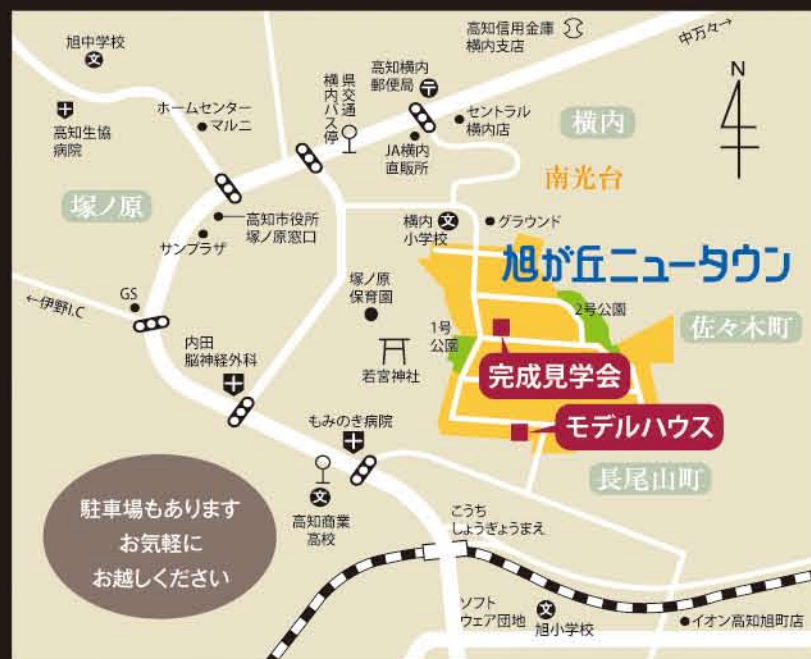 旭中学校
文
高知生協
病院
ホームセンター
マルニ
県交通
横内バス停
高知横内
郵便局
〒
高知信用金庫
横内支店
中万々→
セントラル
横内店
JA横内
直販所
横内
N
南光台
塚ノ原
高知市役所
塚ノ原窓口
サンプラザ
横内
小学校
文
グラウンド
旭が丘ニュータウン
←伊野I.C
GS
塚ノ原
保育園
1号
公園
2号公園
佐々木町
内田
脳神経外科
若宮神社
完成見学会
モデルハウス
もみのき病院
長尾山町
文
高知商業
高校
駐車場もあります
お気軽に
お越しください
こうち
しょうぎょうまえ
ソフト
ウェア団地
文
旭小学校
イオン高知旭町店